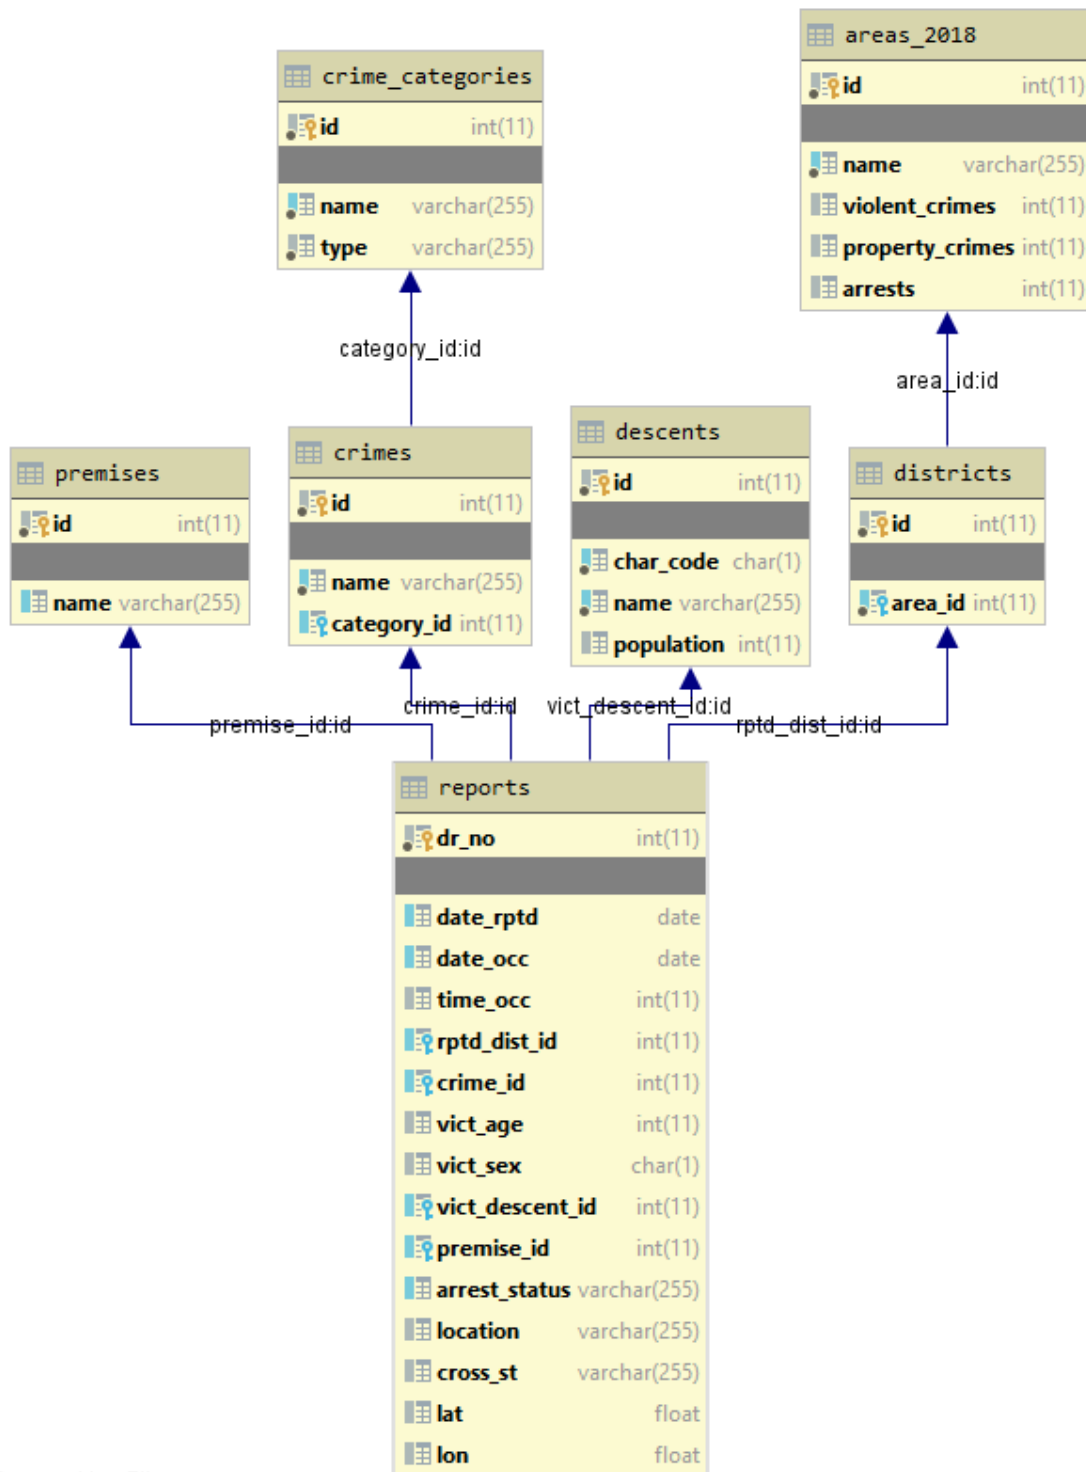 crime_categories
id int(11)
name varchar(255)
type varchar(255)
areas_2018
id int(11)
name varchar(255)
violent_crimes int(11)
property_crimes int(11)
arrests int(11)
category_id:id
area_id:id
premises
id int(11)
name varchar(255)
crimes
id int(11)
name varchar(255)
category_id int(11)
descents
id int(11)
char_code char(1)
name varchar(255)
population int(11)
districts
id int(11)
area_id int(11)
premise_id:id
crime_id:id
vict_descent_id:id
rptd_dist_id:id
reports
dr_no int(11)
date_rptd date
date_occ date
time_occ int(11)
rptd_dist_id int(11)
crime_id int(11)
vict_age int(11)
vict_sex char(1)
vict_descent_id int(11)
premise_id int(11)
arrest_status varchar(255)
location varchar(255)
cross_st varchar(255)
lat float
lon float